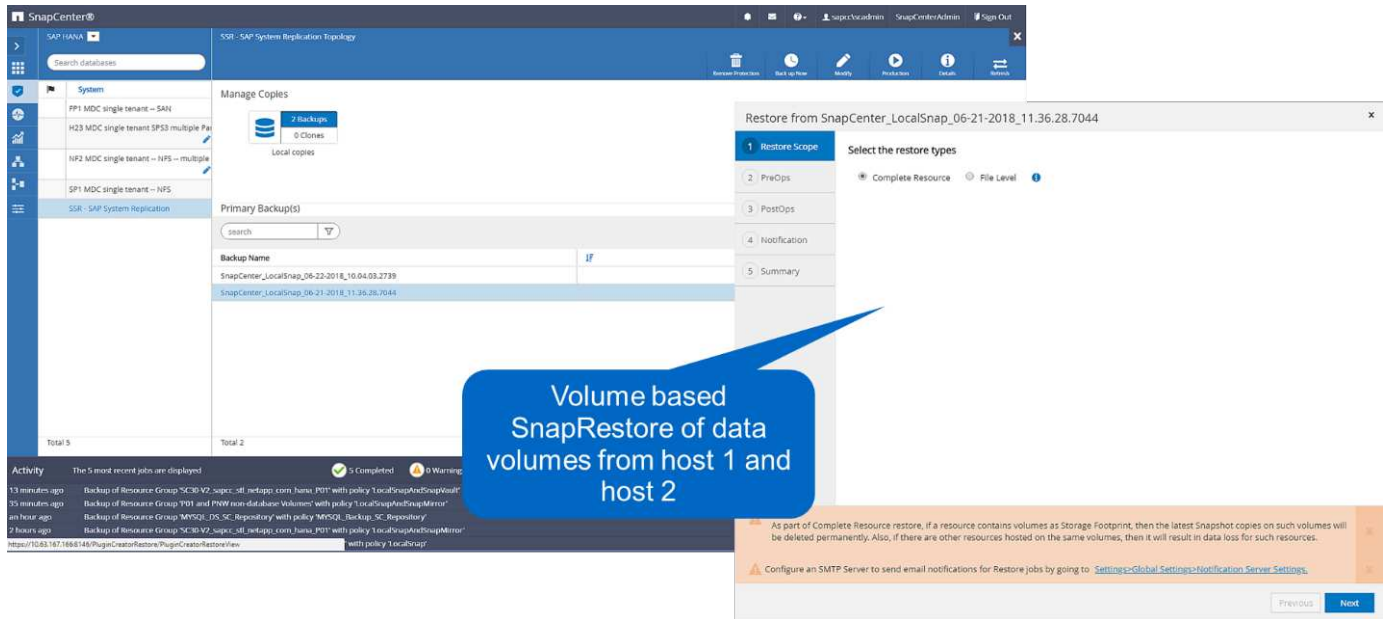 SnapCenter®
sapcc\scadmin SnapCenterAdmin Sign Out
SAP HANA
SSR - SAP System Replication Topology
Search databases
Remove Protection Back up Now Modify Production Details Refresh
System
FP1 MDC single tenant -- SAN
H23 MDC single tenant SPS3 multiple Par
NF2 MDC single tenant -- NFS -- multiple
SP1 MDC single tenant -- NFS
SSR - SAP System Replication
Total 5
Manage Copies
2 Backups
0 Clones
Local copies
Primary Backup(s)
search
Backup Name
SnapCenter_LocalSnap_06-22-2018_10.04.03.2739
SnapCenter_LocalSnap_06-21-2018_11.36.28.7044
Total 2
Restore from SnapCenter_LocalSnap_06-21-2018_11.36.28.7044
1 Restore Scope
2 PreOps
3 PostOps
4 Notification
5 Summary
Select the restore types
Complete Resource File Level
Volume based
SnapRestore of data
volumes from host 1 and
host 2
As part of Complete Resource restore, if a resource contains volumes as Storage Footprint, then the latest Snapshot copies on such volumes will
be deleted permanently. Also, if there are other resources hosted on the same volumes, then it will result in data loss for such resources.
Configure an SMTP Server to send email notifications for Restore jobs by going to Settings>Global Settings>Notification Server Settings.
Previous Next
Activity The 5 most recent jobs are displayed 5 Completed 0 Warning
13 minutes ago Backup of Resource Group 'SC30-V2_sapcc_stl_netapp_com_hana_P01' with policy 'LocalSnapAndSnapVault'
35 minutes ago Backup of Resource Group 'P01 and PNW non-database Volumes' with policy 'LocalSnapAndSnapMirror'
an hour ago Backup of Resource Group 'MYSQL_DS_SC_Repository' with policy 'MYSQL_Backup_SC_Repository'
2 hours ago Backup of Resource Group 'SC30-V2_sapcc_stl_netapp_com_hana_P01' with policy 'LocalSnapAndSnapMirror'
https://10.63.167.166:8146/PluginCreatorRestore/PluginCreatorRestoreView with policy 'LocalSnap'